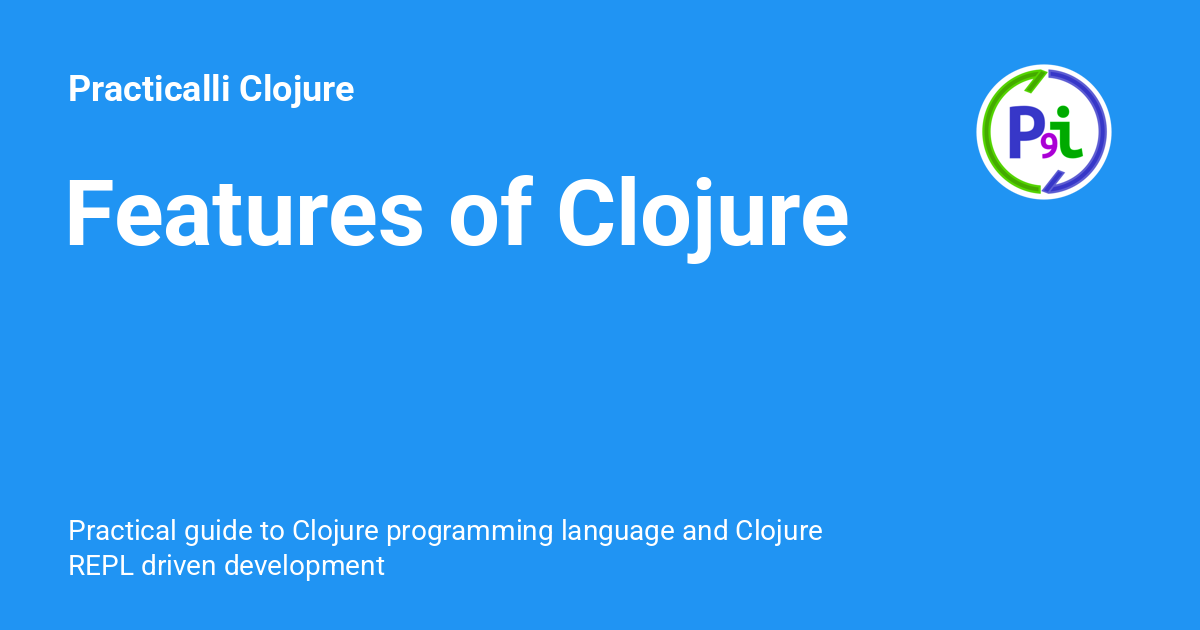 Practicalli Clojure
P9i
Features of Clojure
Practical guide to Clojure programming language and Clojure
REPL driven development